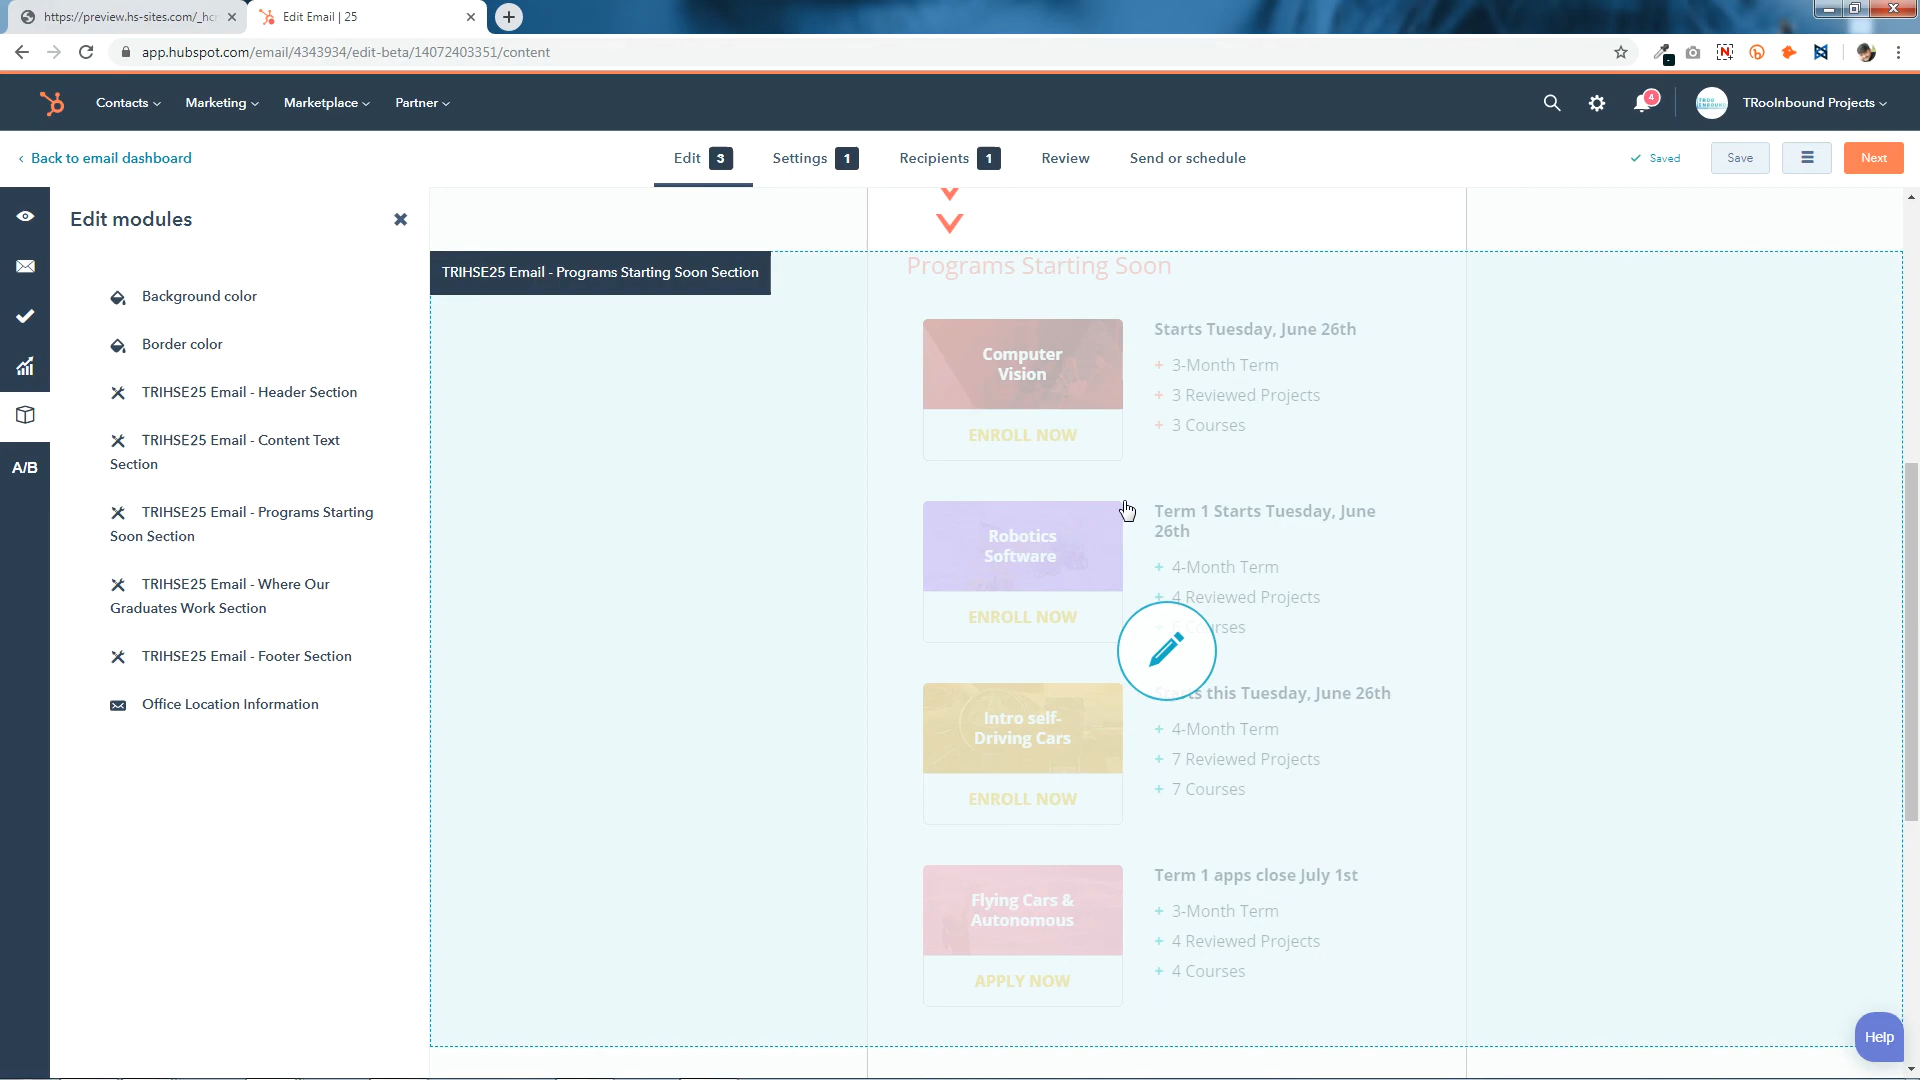 https://preview.hs-sites.com/_hcr
Edit Email | 25
app.hubspot.com/email/4343934/edit-beta/14072403351/content
Contacts
Marketing
Marketplace
Partner
4
TRooInbound Projects
Back to email dashboard
Edit 3
Settings 1
Recipients 1
Review
Send or schedule
Saved
Save
Next
Edit modules
Background color
Border color
TRIHSE25 Email - Header Section
TRIHSE25 Email - Content Text
Section
TRIHSE25 Email - Programs Starting
Soon Section
TRIHSE25 Email - Where Our
Graduates Work Section
TRIHSE25 Email - Footer Section
Office Location Information
A/B
TRIHSE25 Email - Programs Starting Soon Section
Programs Starting Soon
Computer
Vision
ENROLL NOW
Starts Tuesday, June 26th
+ 3-Month Term
+ 3 Reviewed Projects
+ 3 Courses
Robotics
Software
ENROLL NOW
Term 1 Starts Tuesday, June
26th
+ 4-Month Term
+ 4 Reviewed Projects
Intro self-
Driving Cars
ENROLL NOW
this Tuesday, June 26th
+ 4-Month Term
+ 7 Reviewed Projects
+ 7 Courses
Flying Cars &
Autonomous
APPLY NOW
Term 1 apps close July 1st
+ 3-Month Term
+ 4 Reviewed Projects
+ 4 Courses
Help